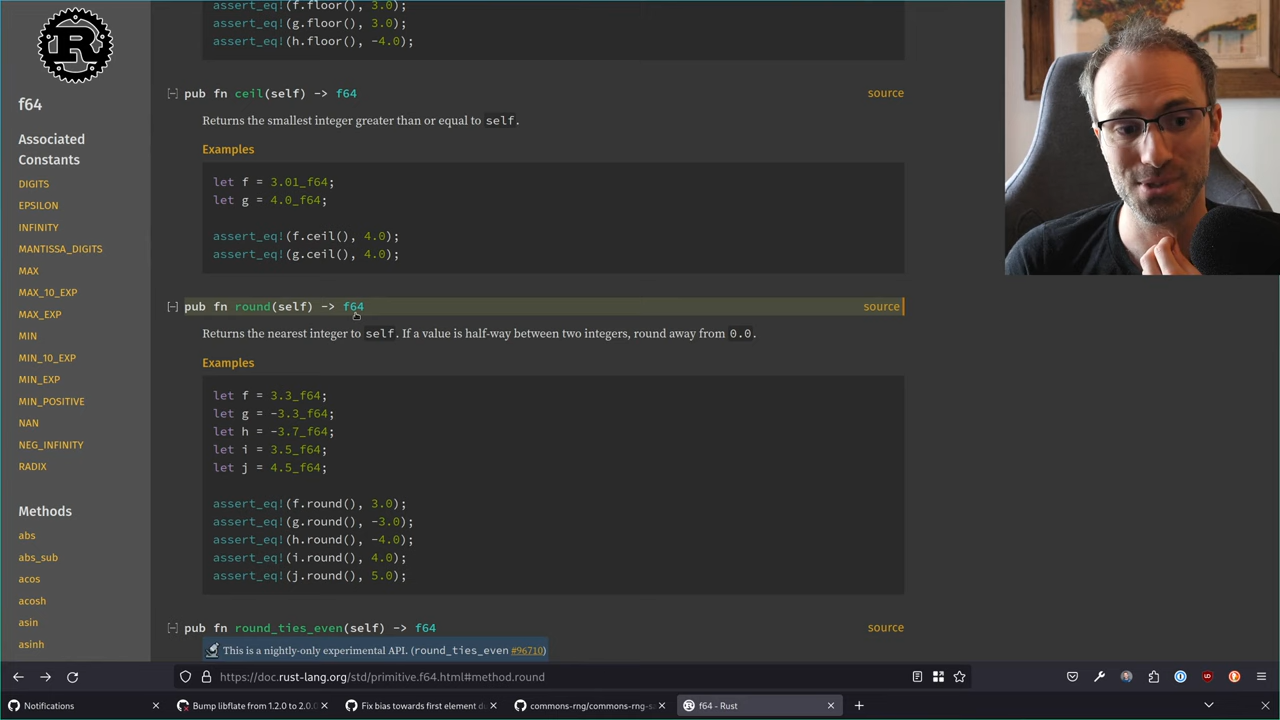 assert_eq!(f.floor(), 3.0);
assert_eq!(g.floor(), 3.0);
assert_eq!(h.floor(), -4.0);
R
f64
Associated
Constants
DIGITS
EPSILON
INFINITY
MANTISSA_DIGITS
MAX
MAX_10_EXP
MAX_EXP
MIN
MIN_10_EXP
MIN_EXP
MIN_POSITIVE
NAN
NEG_INFINITY
RADIX
Methods
abs
abs_sub
acos
acosh
asin
asinh
[−] pub fn ceil(self) -> f64 source
Returns the smallest integer greater than or equal to self.
Examples
let f = 3.01_f64;
let g = 4.0_f64;
assert_eq!(f.ceil(), 4.0);
assert_eq!(g.ceil(), 4.0);
[−] pub fn round(self) -> f64 source
Returns the nearest integer to self. If a value is half-way between two integers, round away from 0.0.
Examples
let f = 3.3_f64;
let g = -3.3_f64;
let h = -3.7_f64;
let i = 3.5_f64;
let j = 4.5_f64;
assert_eq!(f.round(), 3.0);
assert_eq!(g.round(), -3.0);
assert_eq!(h.round(), -4.0);
assert_eq!(i.round(), 4.0);
assert_eq!(j.round(), 5.0);
[−] pub fn round_ties_even(self) -> f64 source
This is a nightly-only experimental API. (round_ties_even #96710)
https://doc.rust-lang.org/std/primitive.f64.html#method.round
Notifications
Bump libflate from 1.2.0 to 2.0.
Fix bias towards first element d
commons-rng/commons-rng-s
f64 - Rust